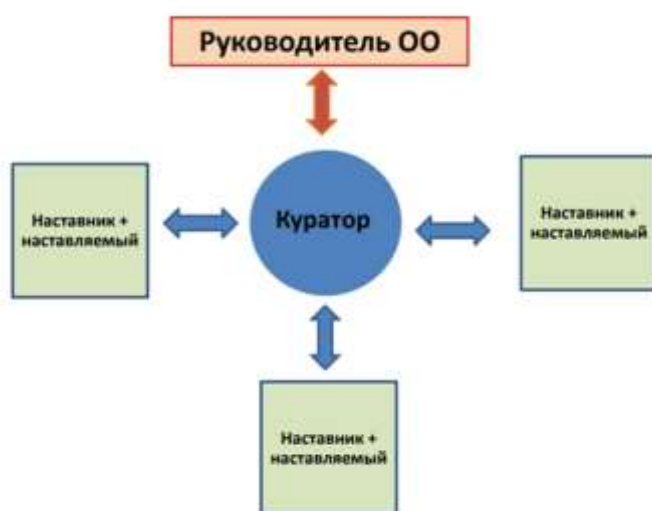 Руководитель ОО
Куратор
Наставник +
наставляемый
Наставник +
наставляемый
Наставник +
наставляемый